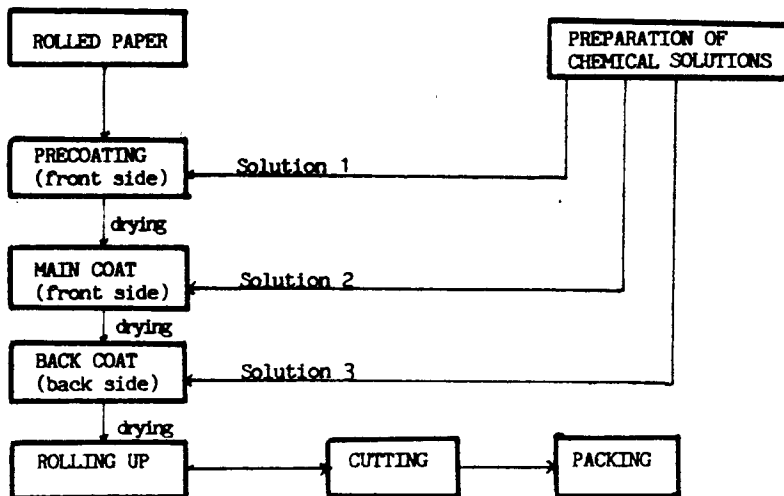 ROLLED PAPER
PREPARATION OF
CHEMICAL SOLUTIONS
PRECOATING
(front side)
Solution 1
drying
MAIN COAT
(front side)
Solution 2
drying
BACK COAT
(back side)
Solution 3
drying
ROLLING UP
CUTTING
PACKING